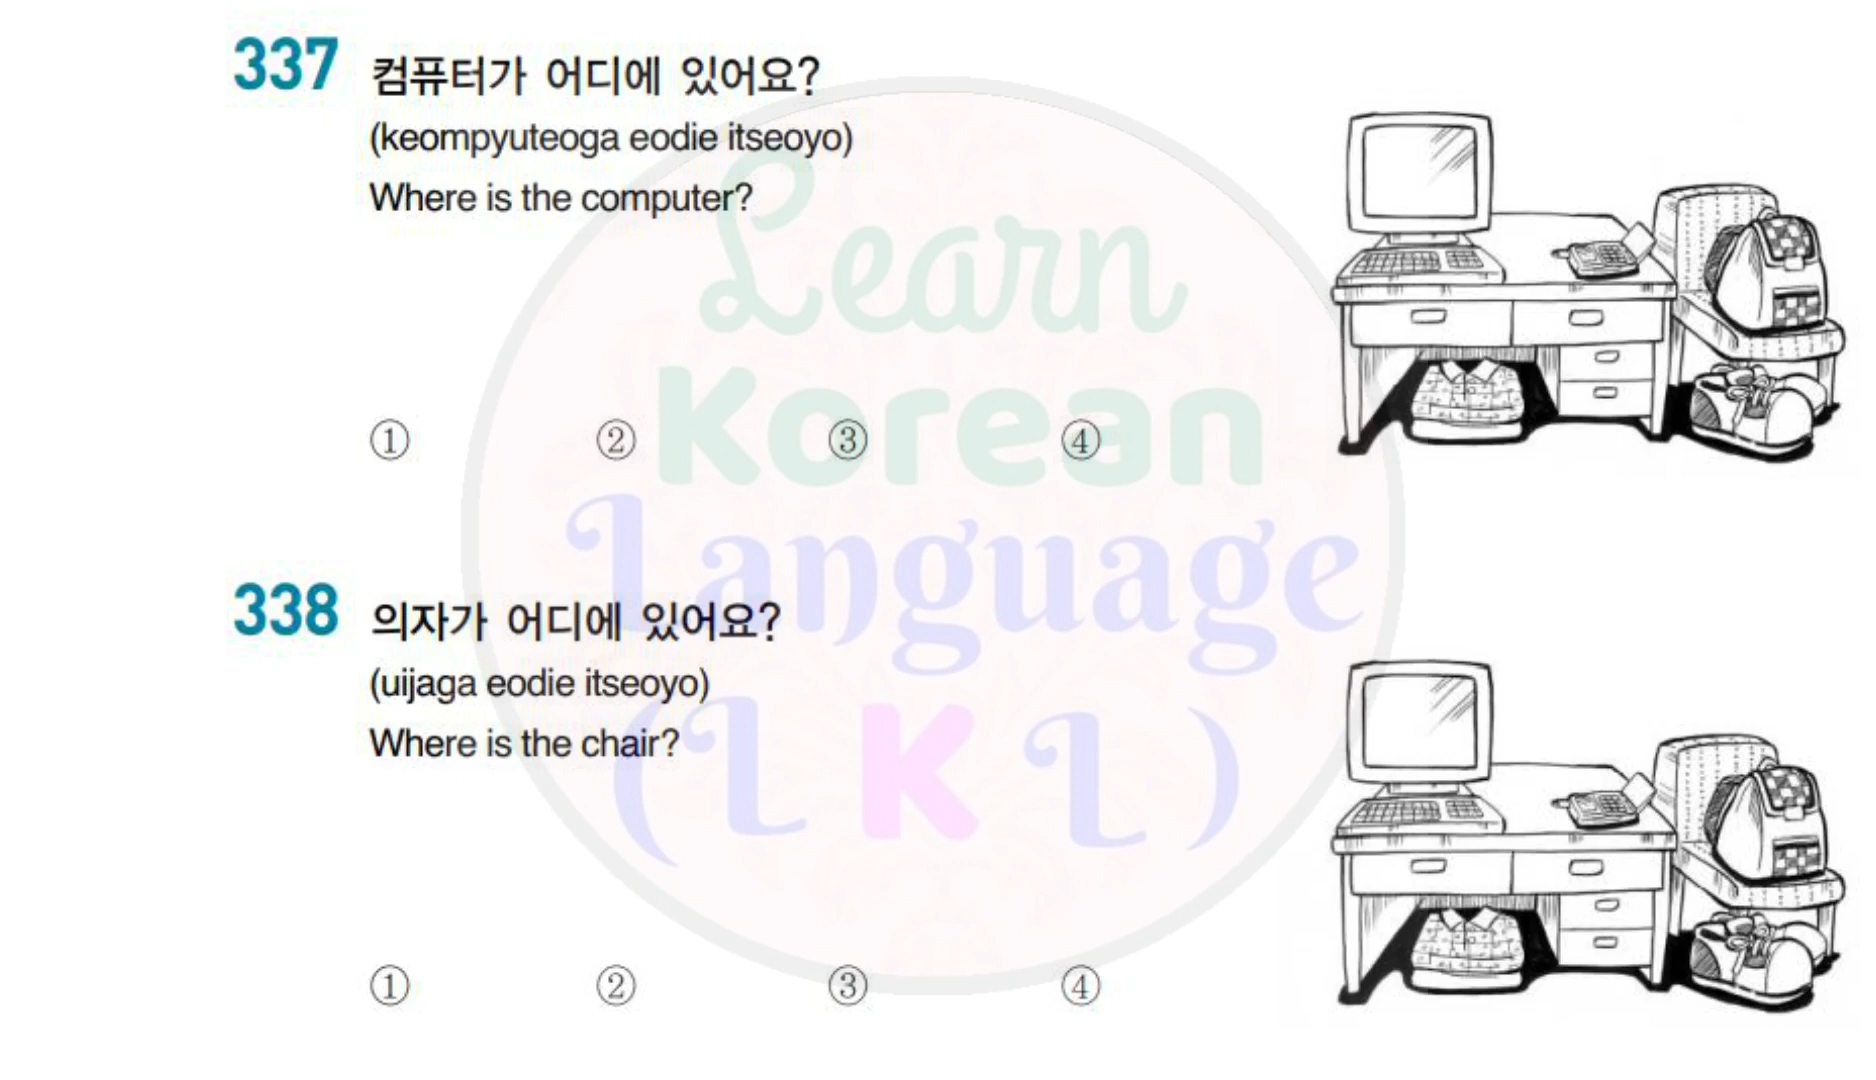 337 컴퓨터가 어디에 있어요?
(keompyuteoga eodie itseoyo)
Where is the computer?
① ② ③ ④
338 의자가 어디에 있어요?
(uijaga eodie itseoyo)
Where is the chair?
① ② ③ ④
Learn
Korean
Language
(L K L)